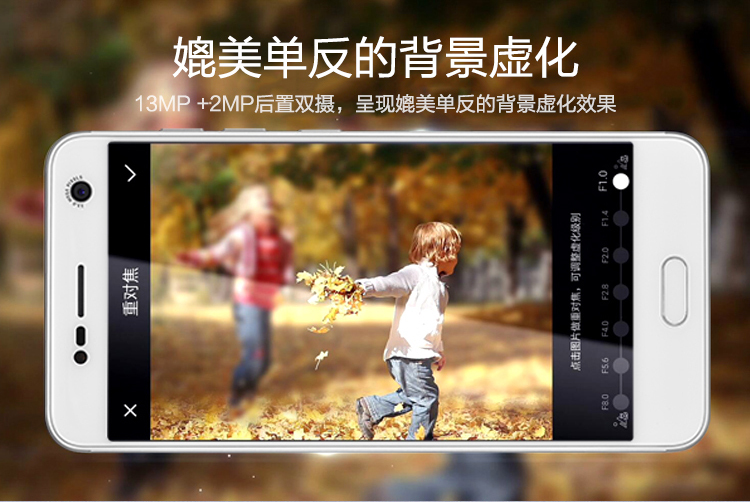 媲美单反的背景虚化
13MP +2MP后置双摄，呈现媲美单反的背景虚化效果
重对焦
点击图片做重对焦，可调整虚化级别
F1.0
F1.4
F2.0
F2.8
F4.0
F5.6
F8.0